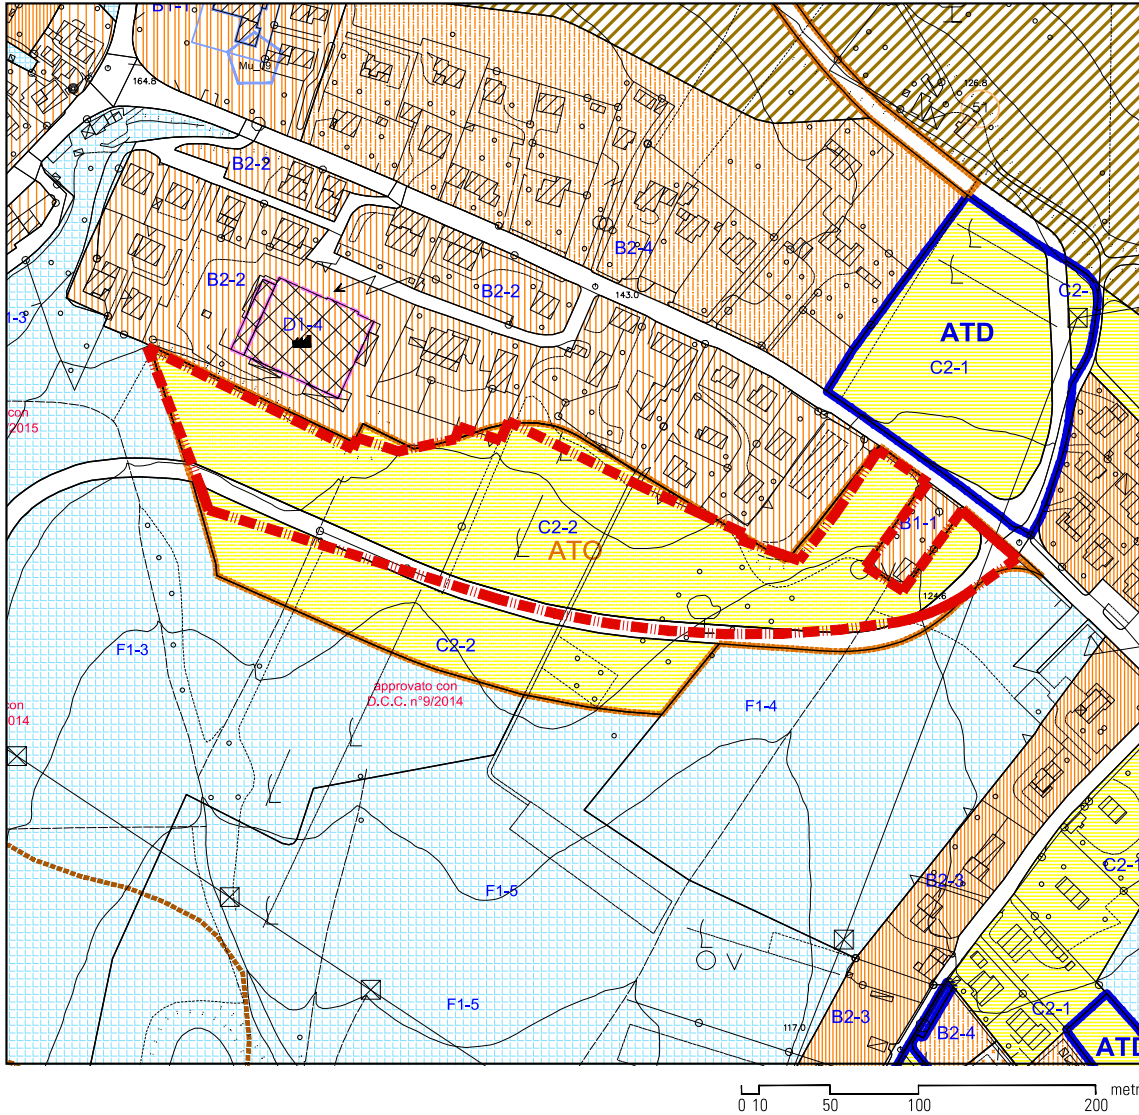 B1-1
Mu_09
164.8
126.8
51
B2-2
B2-4
B2-2
B2-2
143.0
C2-
1-3
D1-4
ATD
C2-1
con
/2015
C2-2
B1-1
ATO
124.6
F1-3
C2-2
approvato con
D.C.C. n°9/2014
F1-4
con
014
C2-1
F1-5
B2-3
F1-5
C2-1
B2-3
117.0
B2-4
ATD
metr
0 10 50 100 200